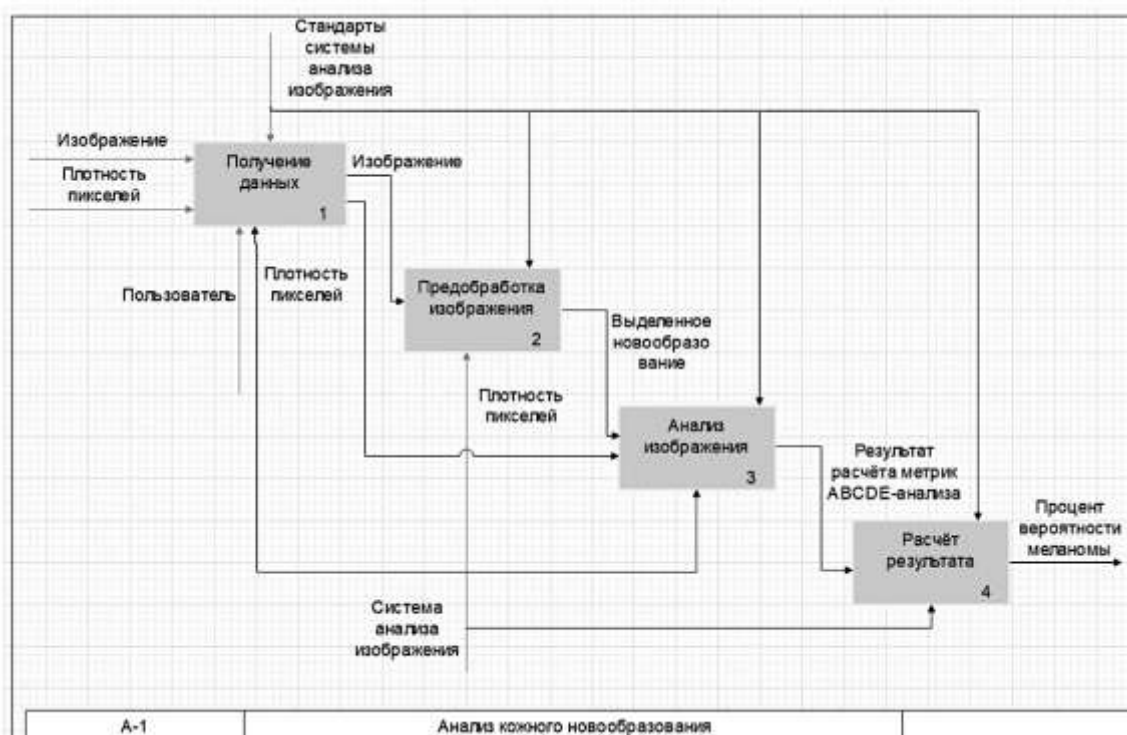 Стандарты
системы
анализа
изображения
Изображение
Плотность
пикселей
Получение
данных
1
Изображение
Пользователь
Плотность
пикселей
Предобработка
изображения
2
Выделенное
новообразо
вание
Плотность
пикселей
Анализ
изображения
3
Результат
расчёта метрик
ABCDE-анализа
Процент
вероятности
меланомы
Расчёт
результата
4
Система
анализа
изображения
А-1
Анализ кожного новообразования